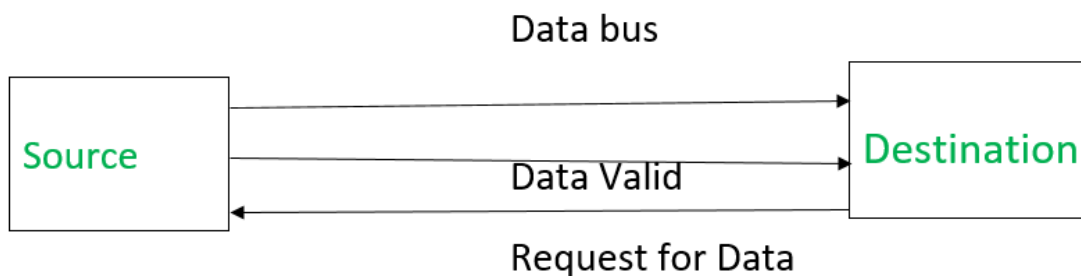 Data bus
Source
Destination
Data Valid
Request for Data